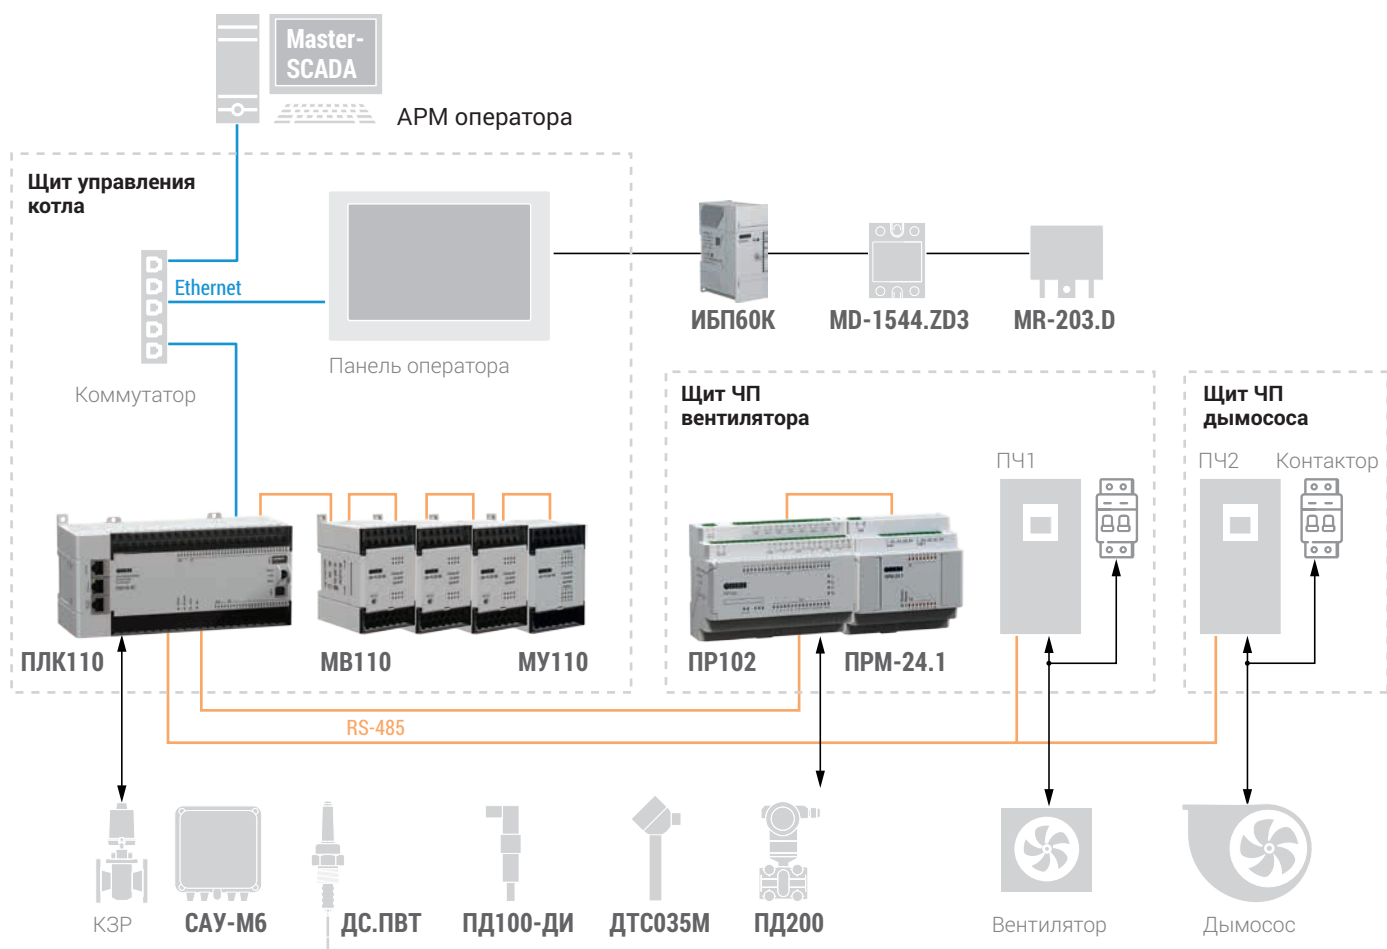 Master-
SCADA
АРМ оператора
Щит управления
котла
Ethernet
Коммутатор
Панель оператора
ИБП60К
MD-1544.ZD3
MR-203.D
Щит ЧП
вентилятора
Щит ЧП
дымососа
ПЧ1
ПЧ2
Контактор
ПЛК110
МВ110
МУ110
ПР102
ПРМ-24.1
RS-485
КЗР
САУ-М6
ДС.ПВТ
ПД100-ДИ
ДТС035М
ПД200
Вентилятор
Дымосос